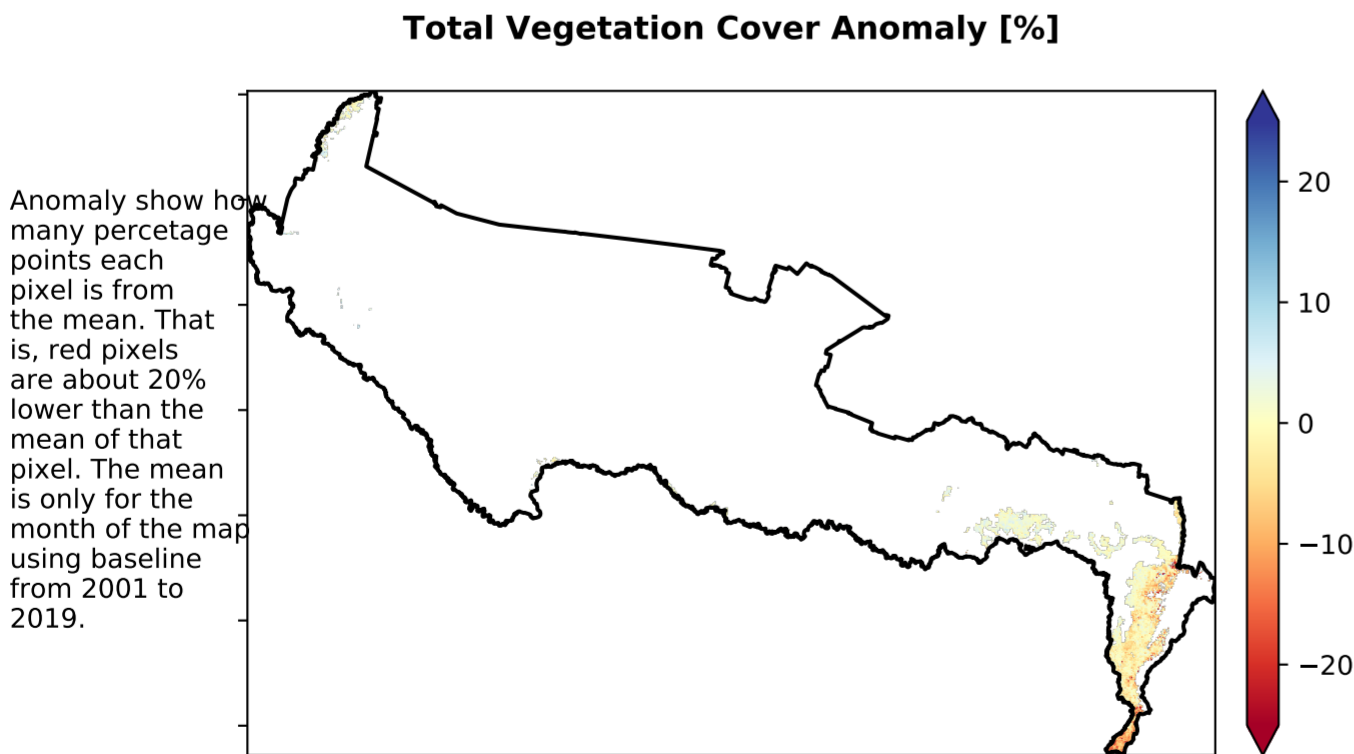 Total Vegetation Cover Anomaly [%]
Anomaly show how
many percetage
points each
pixel is from
the mean. That
is, red pixels
are about 20%
lower than the
mean of that
pixel. The mean
is only for the
month of the map
using baseline
from 2001 to
2019.
20
10
0
−10
−20